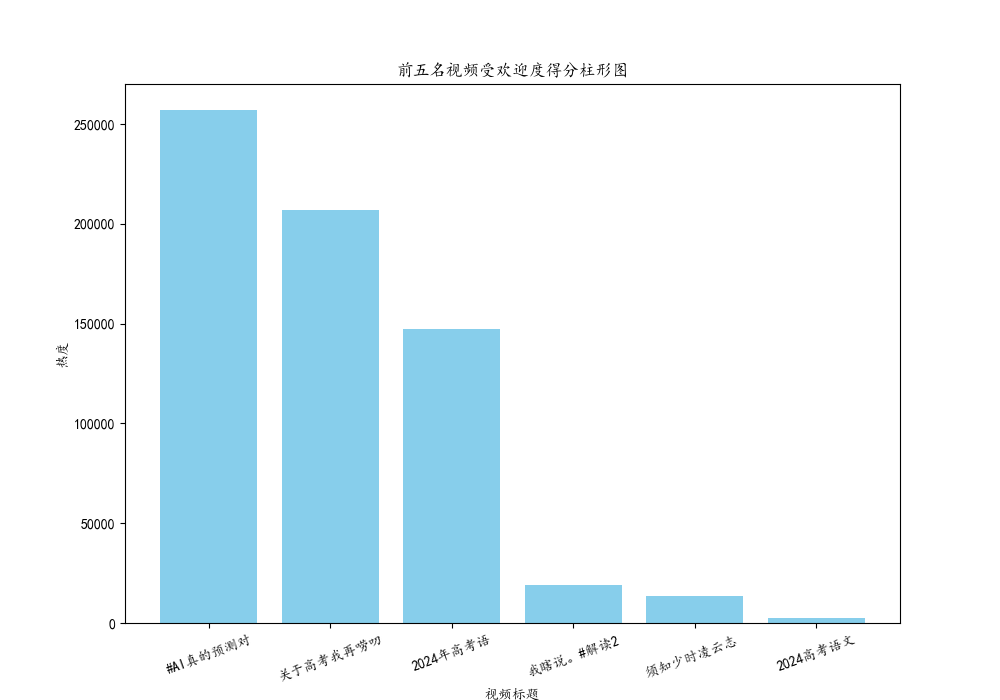 前五名视频受欢迎度得分柱形图
热度
250000
200000
150000
100000
50000
0
#AI真的预测对
关于高考我再唠叨
2024年高考语
我瞎说。#解读2
须知少时凌云志
2024高考语文
视频标题